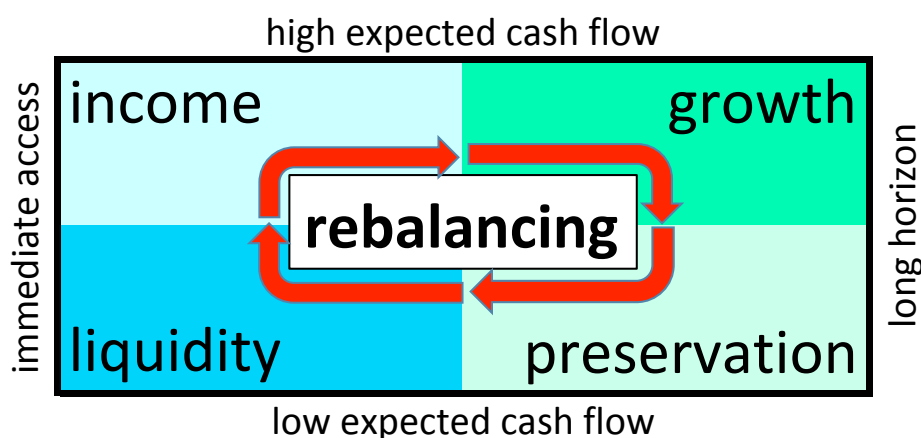 high expected cash flow
immediate access
income
growth
rebalancing
long horizon
liquidity
preservation
low expected cash flow